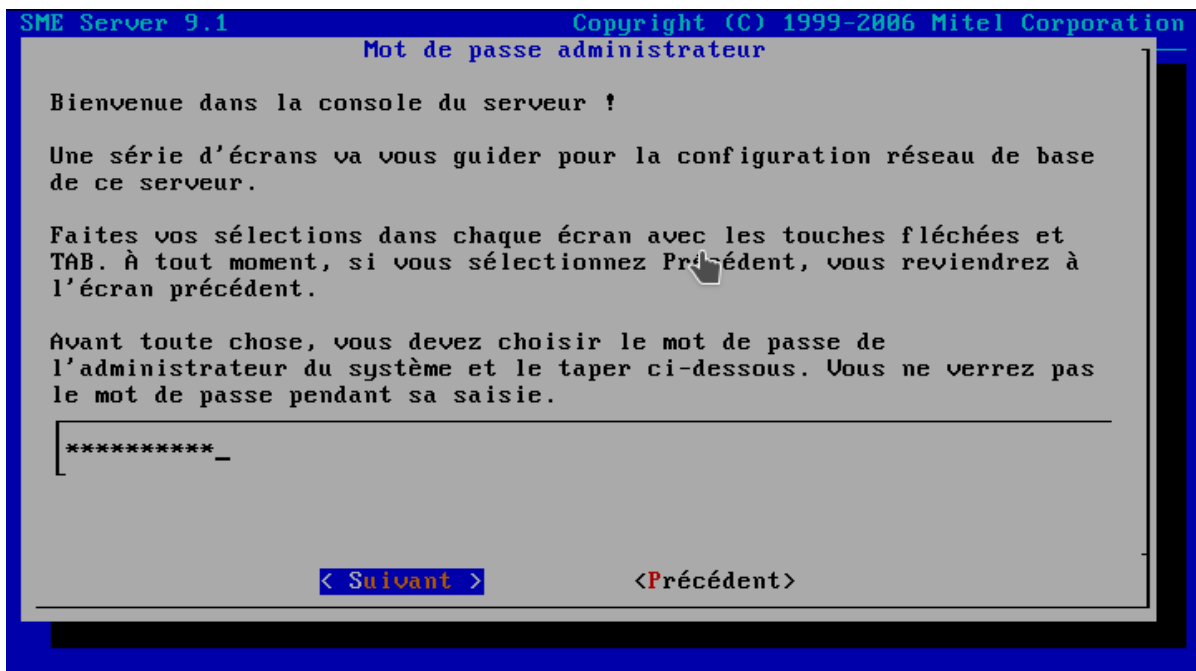 SME Server 9.1 Copyright (C) 1999-2006 Mitel Corporation
Mot de passe administrateur
Bienvenue dans la console du serveur !
Une série d'écrans va vous guider pour la configuration réseau de base
de ce serveur.
Faites vos sélections dans chaque écran avec les touches fléchées et
TAB. À tout moment, si vous sélectionnez Précédent, vous reviendrez à
l'écran précédent.
Avant toute chose, vous devez choisir le mot de passe de
l'administrateur du système et le taper ci-dessous. Vous ne verrez pas
le mot de passe pendant sa saisie.
**********_
< Suivant > <Précédent>